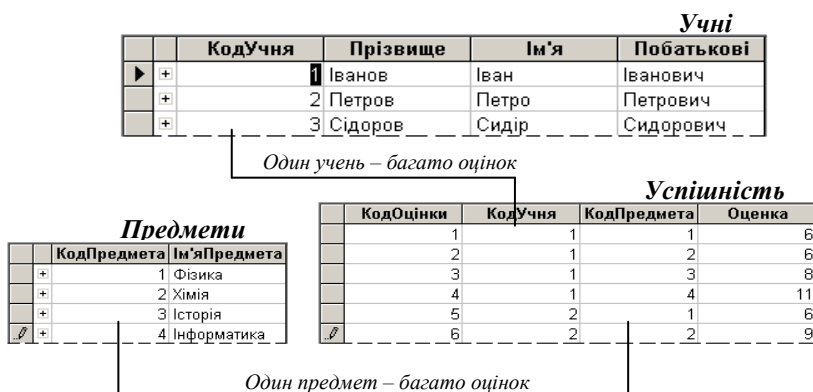 Учні
КодУчня Прізвище Ім'я Побатькові
1 Іванов Іван Іванович
2 Петров Петро Петрович
3 Сідоров Сидір Сидорович
Один учень – багато оцінок
Предмети
КодПредмета Ім'яПредмета
1 Фізика
2 Хімія
3 Історія
4 Інформатика
Успішність
КодОцінки КодУчня КодПредмета Оценка
1 1 1 6
2 1 2 6
3 1 3 8
4 1 4 11
5 2 1 6
6 2 2 9
Один предмет – багато оцінок